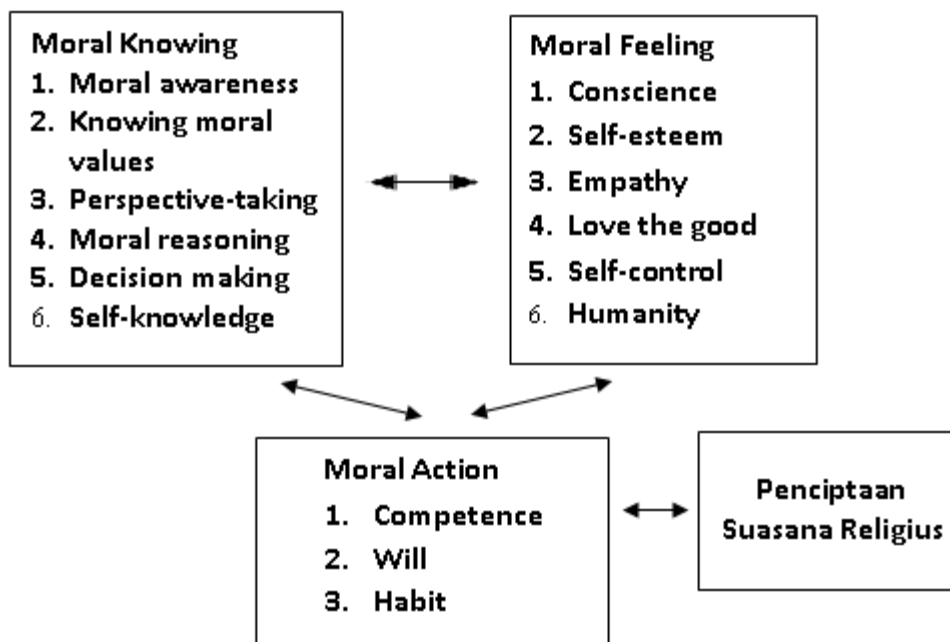 Moral Knowing
1. Moral awareness
2. Knowing moral
values
3. Perspective-taking
4. Moral reasoning
5. Decision making
6. Self-knowledge
Moral Feeling
1. Conscience
2. Self-esteem
3. Empathy
4. Love the good
5. Self-control
6. Humanity
Moral Action
1. Competence
2. Will
3. Habit
Penciptaan
Suasana Religius